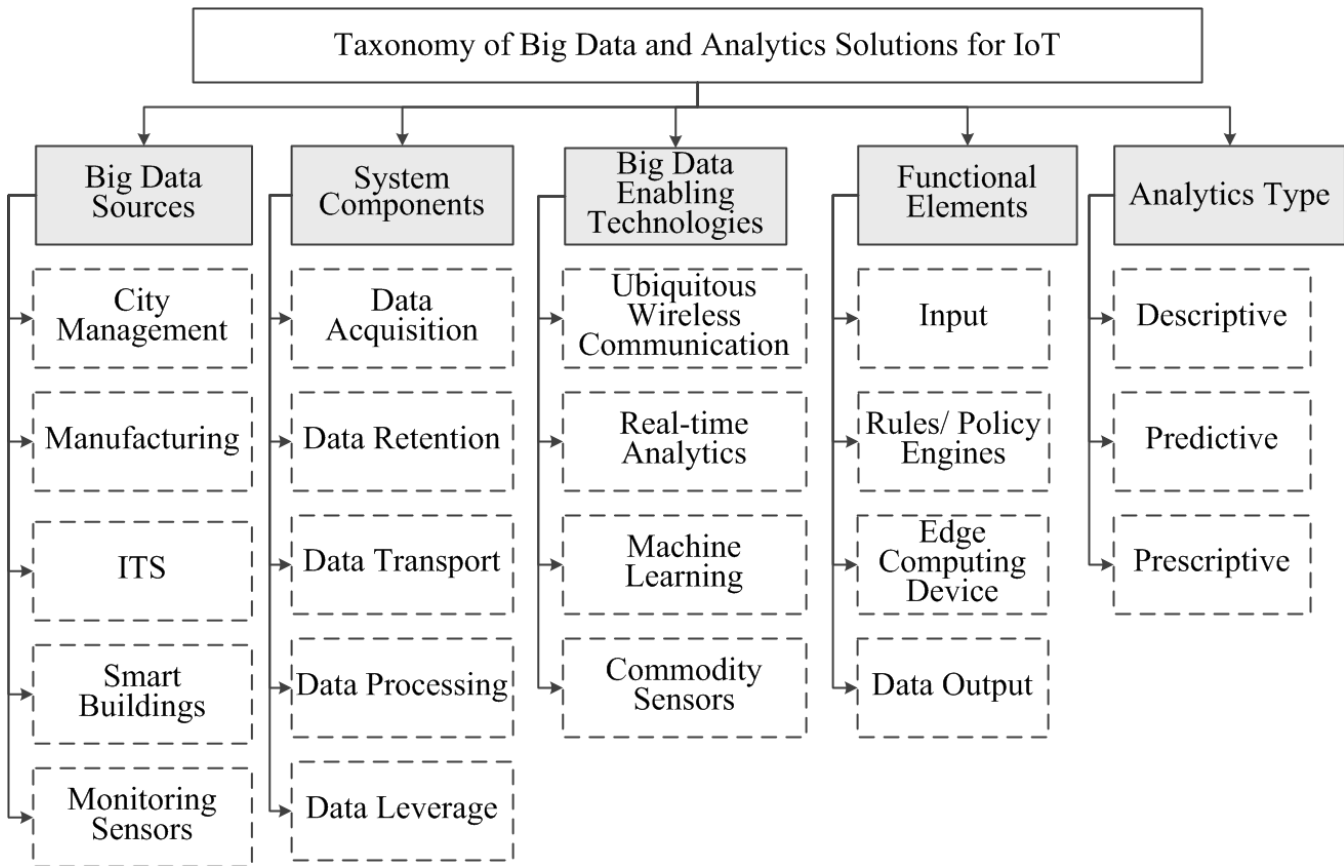 Taxonomy of Big Data and Analytics Solutions for IoT
Big Data
Sources
City
Management
Manufacturing
ITS
Smart
Buildings
Monitoring
Sensors
System
Components
Data
Acquisition
Data Retention
Data Transport
Data Processing
Data Leverage
Big Data
Enabling
Technologies
Ubiquitous
Wireless
Communication
Real-time
Analytics
Machine
Learning
Commodity
Sensors
Functional
Elements
Input
Rules/ Policy
Engines
Edge
Computing
Device
Data Output
Analytics Type
Descriptive
Predictive
Prescriptive